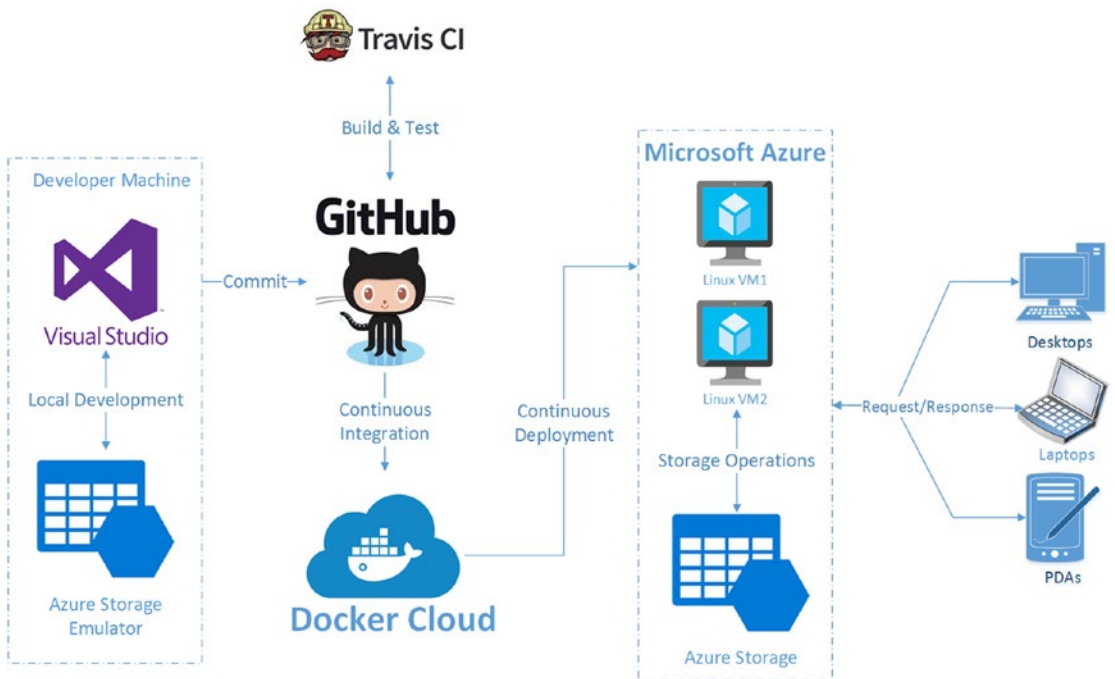 Travis CI
Build & Test
Developer Machine
Visual Studio
Local Development
Azure Storage
Emulator
Commit
GitHub
Continuous
Integration
Docker Cloud
Continuous
Deployment
Microsoft Azure
Linux VM1
Linux VM2
Storage Operations
Azure Storage
Request/Response
Desktops
Laptops
PDAs